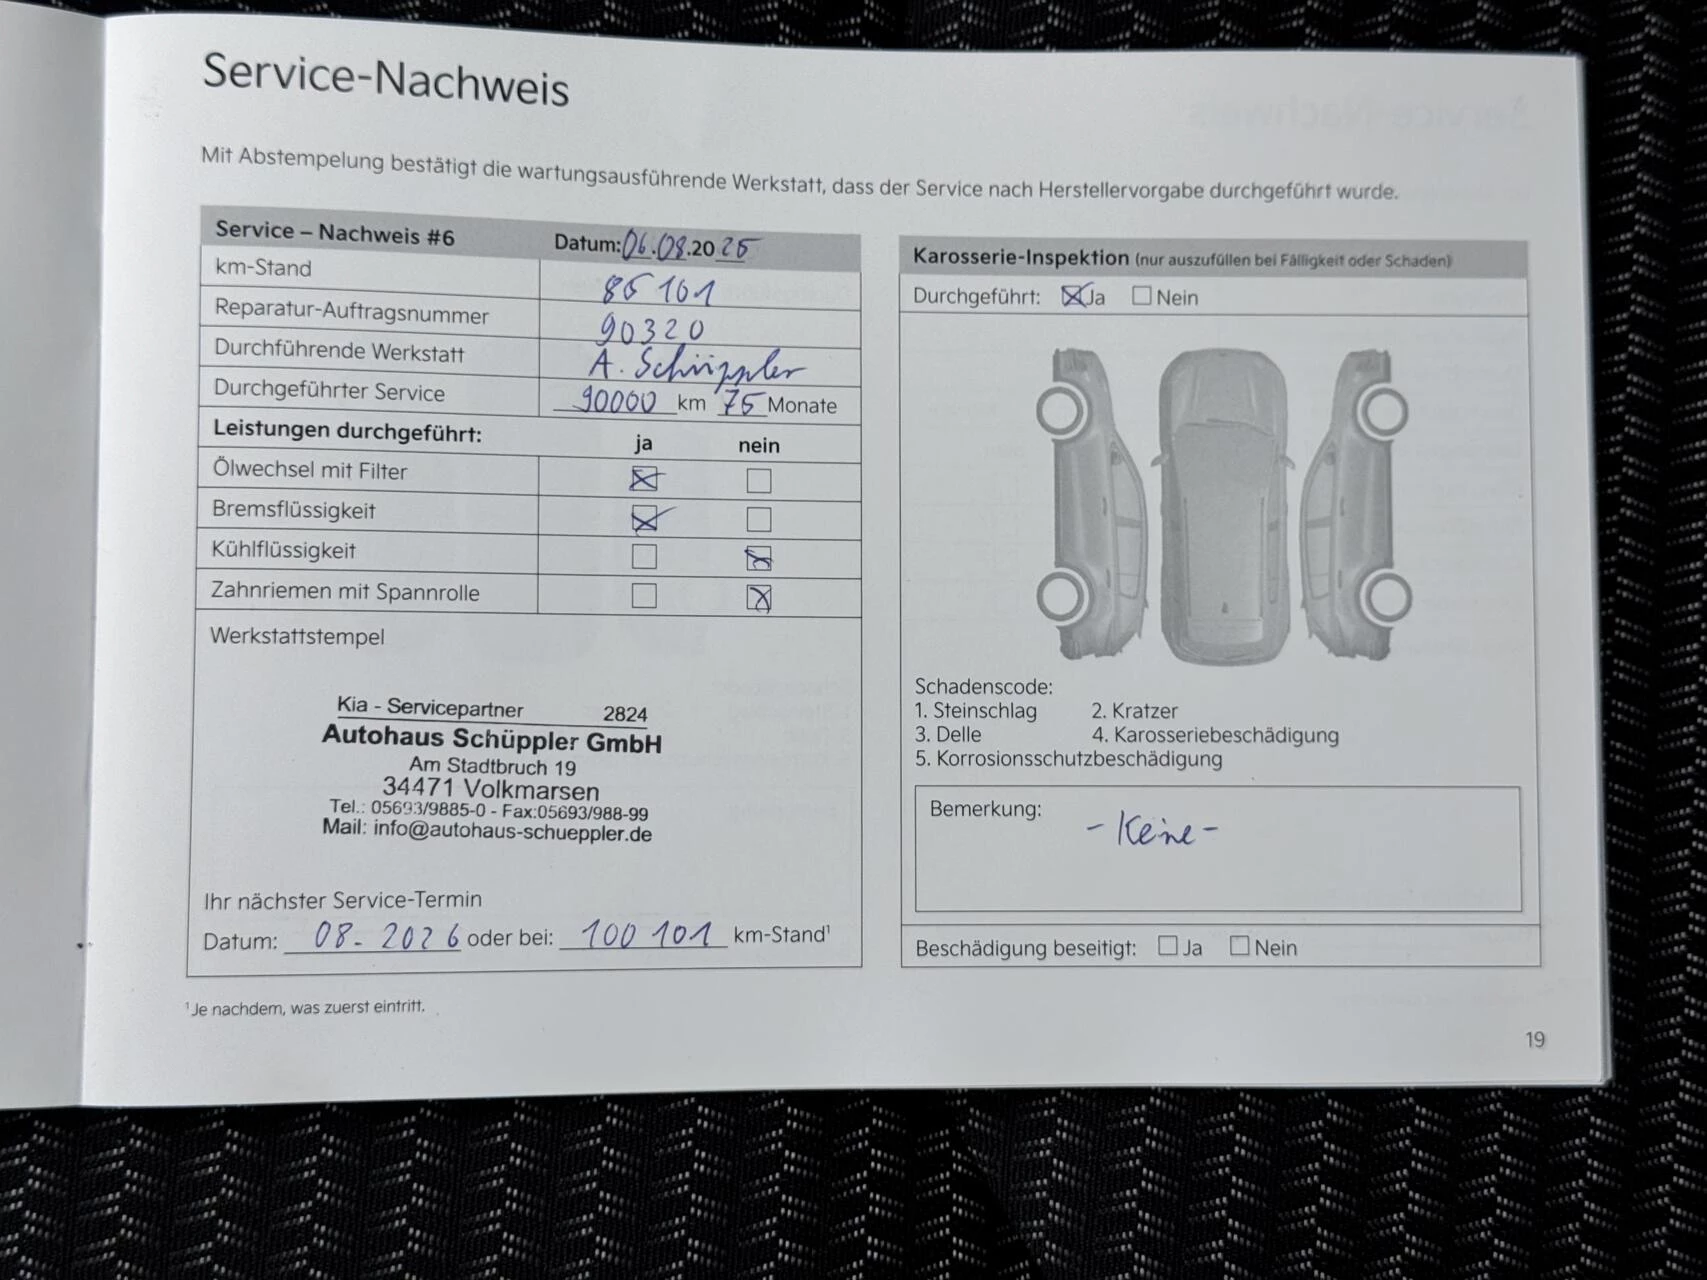 Service-Nachweis
Mit Abstempelung bestätigt die wartungsausführende Werkstatt, dass der Service nach Herstellervorgabe durchgeführt wurde.
Service – Nachweis #6 Datum: 06.08.2025
km-Stand 85 101
Reparatur-Auftragsnummer 90320
Durchführende Werkstatt A. Schüppler
Durchgeführter Service 90000 km 75 Monate
Leistungen durchgeführt: ja nein
Ölwechsel mit Filter
Bremsflüssigkeit
Kühlflüssigkeit
Zahnriemen mit Spannrolle
Werkstattstempel
Kia - Servicepartner 2824
Autohaus Schüppler GmbH
Am Stadtbruch 19
34471 Volkmarsen
Tel.: 05693/9885-0 - Fax:05693/988-99
Mail: info@autohaus-schueppler.de
Ihr nächster Service-Termin
Datum: 08-2026 oder bei: 100 101 km-Stand¹
¹ Je nachdem, was zuerst eintritt.
Karosserie-Inspektion (nur auszufüllen bei Fälligkeit oder Schaden)
Durchgeführt: Ja Nein
Schadenscode:
1. Steinschlag 2. Kratzer
3. Delle 4. Karosseriebeschädigung
5. Korrosionsschutzbeschädigung
Bemerkung:
- Keine -
Beschädigung beseitigt: Ja Nein
19